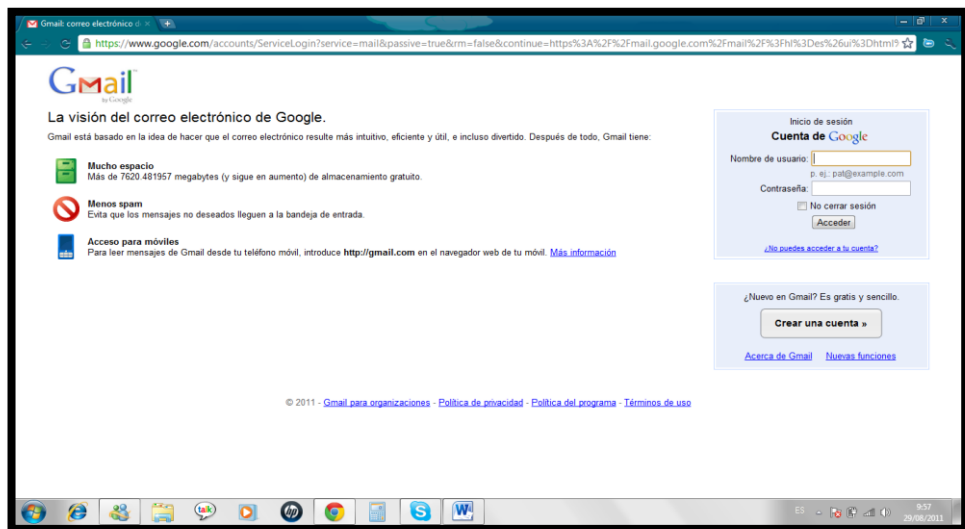 Gmail: correo electrónico d
https://www.google.com/accounts/ServiceLogin?service=mail&passive=true&rm=false&continue=https%3A%2F%2Fmail.google.com%2Fmail%2F%3Fhl%3Des%26ui%3Dhtml%
Gmail
by Google
La visión del correo electrónico de Google.
Gmail está basado en la idea de hacer que el correo electrónico resulte más intuitivo, eficiente y útil, e incluso divertido. Después de todo, Gmail tiene:
Mucho espacio
Más de 7620.481957 megabytes (y sigue en aumento) de almacenamiento gratuito.
Menos spam
Evita que los mensajes no deseados lleguen a la bandeja de entrada.
Acceso para móviles
Para leer mensajes de Gmail desde tu teléfono móvil, introduce http://gmail.com en el navegador web de tu móvil. Más información
Inicio de sesión
Cuenta de Google
Nombre de usuario:
p. ej.: pat@example.com
Contraseña:
No cerrar sesión
Acceder
¿No puedes acceder a tu cuenta?
¿Nuevo en Gmail? Es gratis y sencillo.
Crear una cuenta »
Acerca de Gmail Nuevas funciones
© 2011 - Gmail para organizaciones - Política de privacidad - Política del programa - Términos de uso
talk
hp
S
W
ES
9:57
29/08/2011